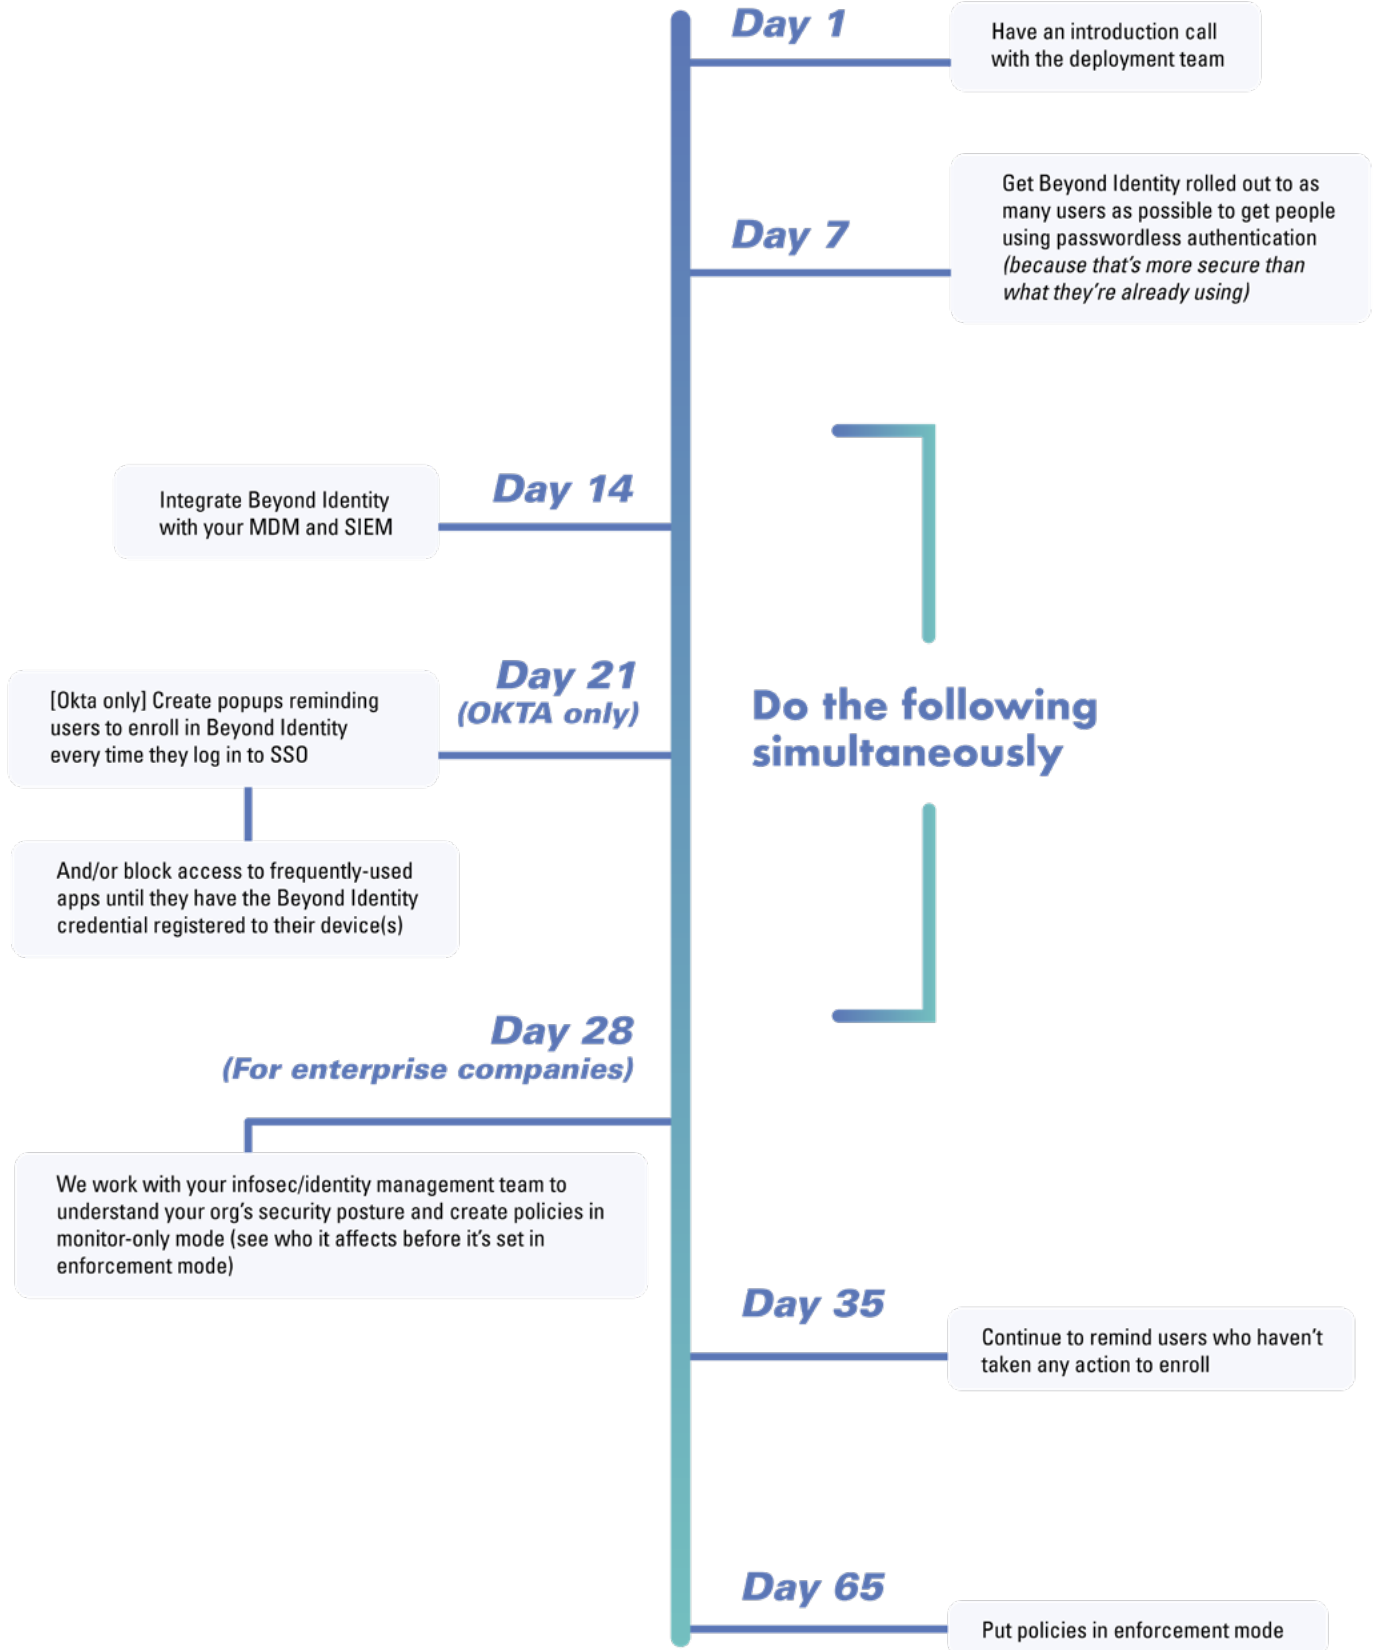 Day 1
Have an introduction call
with the deployment team
Day 7
Get Beyond Identity rolled out to as
many users as possible to get people
using passwordless authentication
(because that's more secure than
what they're already using)
Day 14
Integrate Beyond Identity
with your MDM and SIEM
Do the following
simultaneously
Day 21
(OKTA only)
[Okta only] Create popups reminding
users to enroll in Beyond Identity
every time they log in to SSO
And/or block access to frequently-used
apps until they have the Beyond Identity
credential registered to their device(s)
Day 28
(For enterprise companies)
We work with your infosec/identity management team to
understand your org's security posture and create policies in
monitor-only mode (see who it affects before it's set in
enforcement mode)
Day 35
Continue to remind users who haven't
taken any action to enroll
Day 65
Put policies in enforcement mode